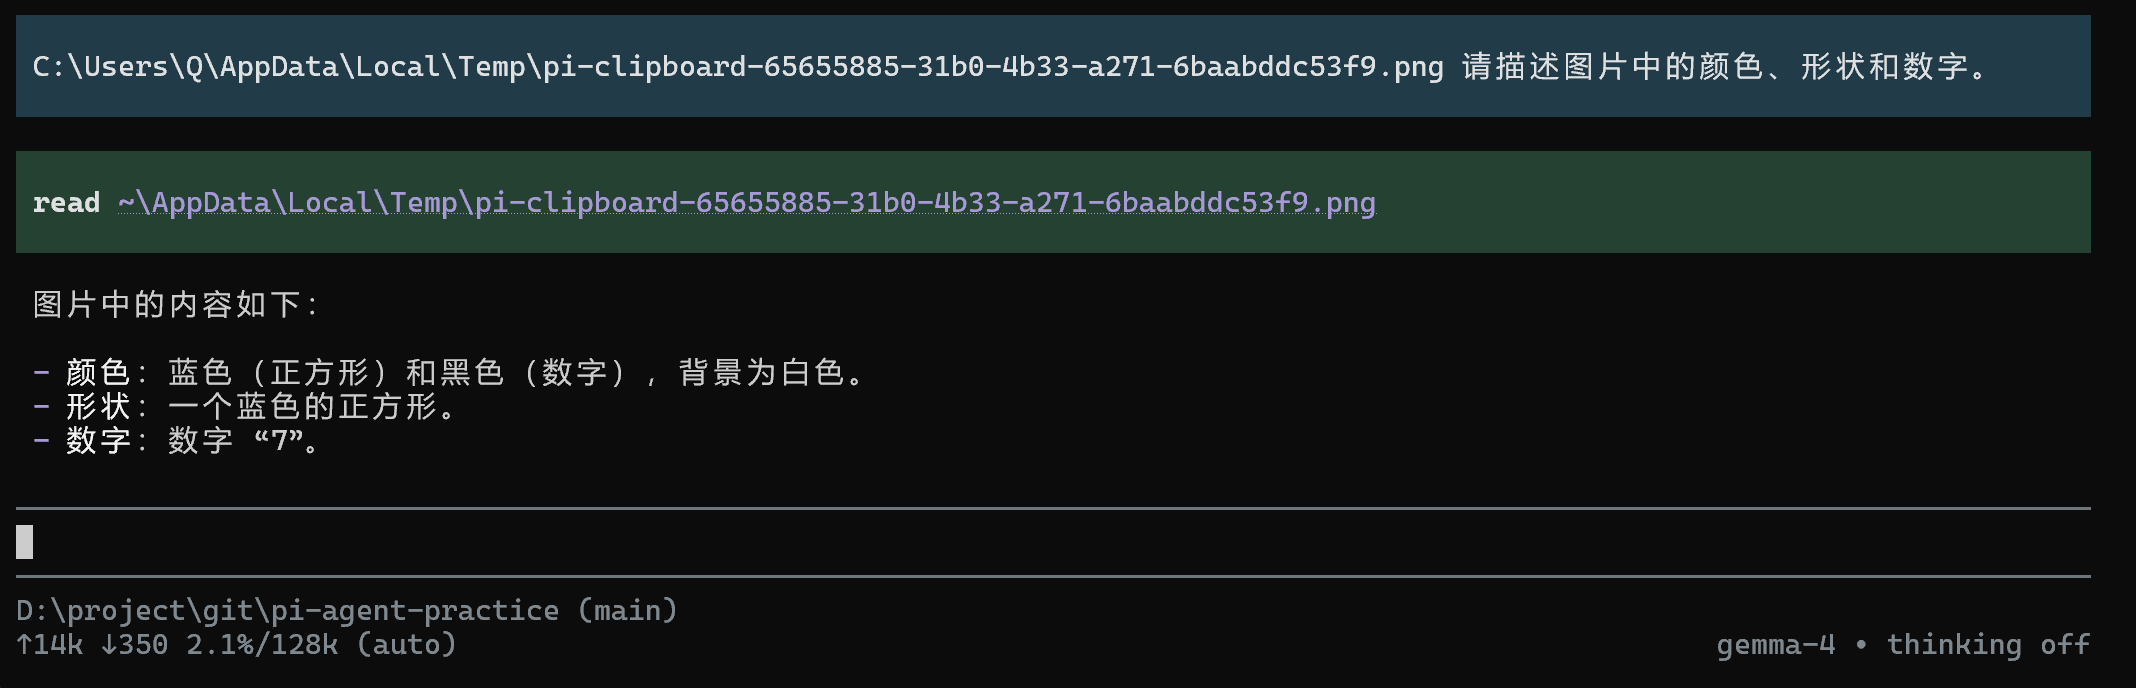 C:\Users\Q\AppData\Local\Temp\pi-clipboard-65655885-31b0-4b33-a271-6baabddc53f9.png 请描述图片中的颜色、形状和数字。
read ~\AppData\Local\Temp\pi-clipboard-65655885-31b0-4b33-a271-6baabddc53f9.png
图片中的内容如下：
- 颜色：蓝色（正方形）和黑色（数字），背景为白色。
- 形状：一个蓝色的正方形。
- 数字：数字 “7”。
D:\project\git\pi-agent-practice (main)
↑14k ↓350 2.1%/128k (auto) gemma-4 • thinking off